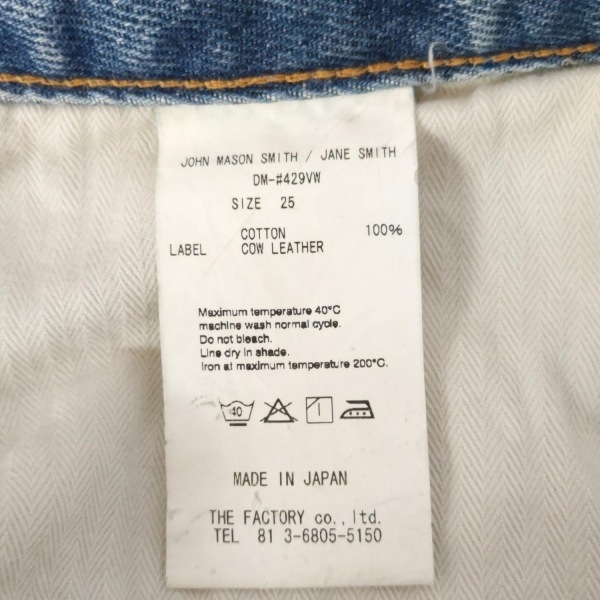 JOHN MASON SMITH / JANE SMITH
DM-#429VW
SIZE 25
COTTON 100%
LABEL COW LEATHER
Maximum temperature 40°C
machine wash normal cycle.
Do not bleach.
Line dry in shade.
Iron at maximum temperature 200°C.
40
MADE IN JAPAN
THE FACTORY co.,ltd.
TEL 81 3-6805-5150